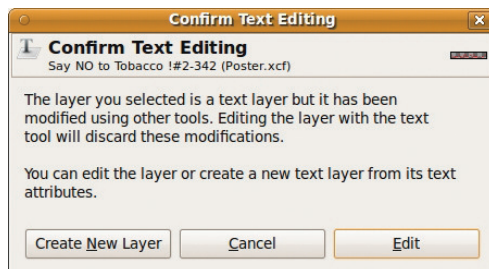 Confirm Text Editing
Confirm Text Editing
Say NO to Tobacco !#2-342 (Poster.xcf)
The layer you selected is a text layer but it has been
modified using other tools. Editing the layer with the text
tool will discard these modifications.
You can edit the layer or create a new text layer from its text
attributes.
Create New Layer Cancel Edit